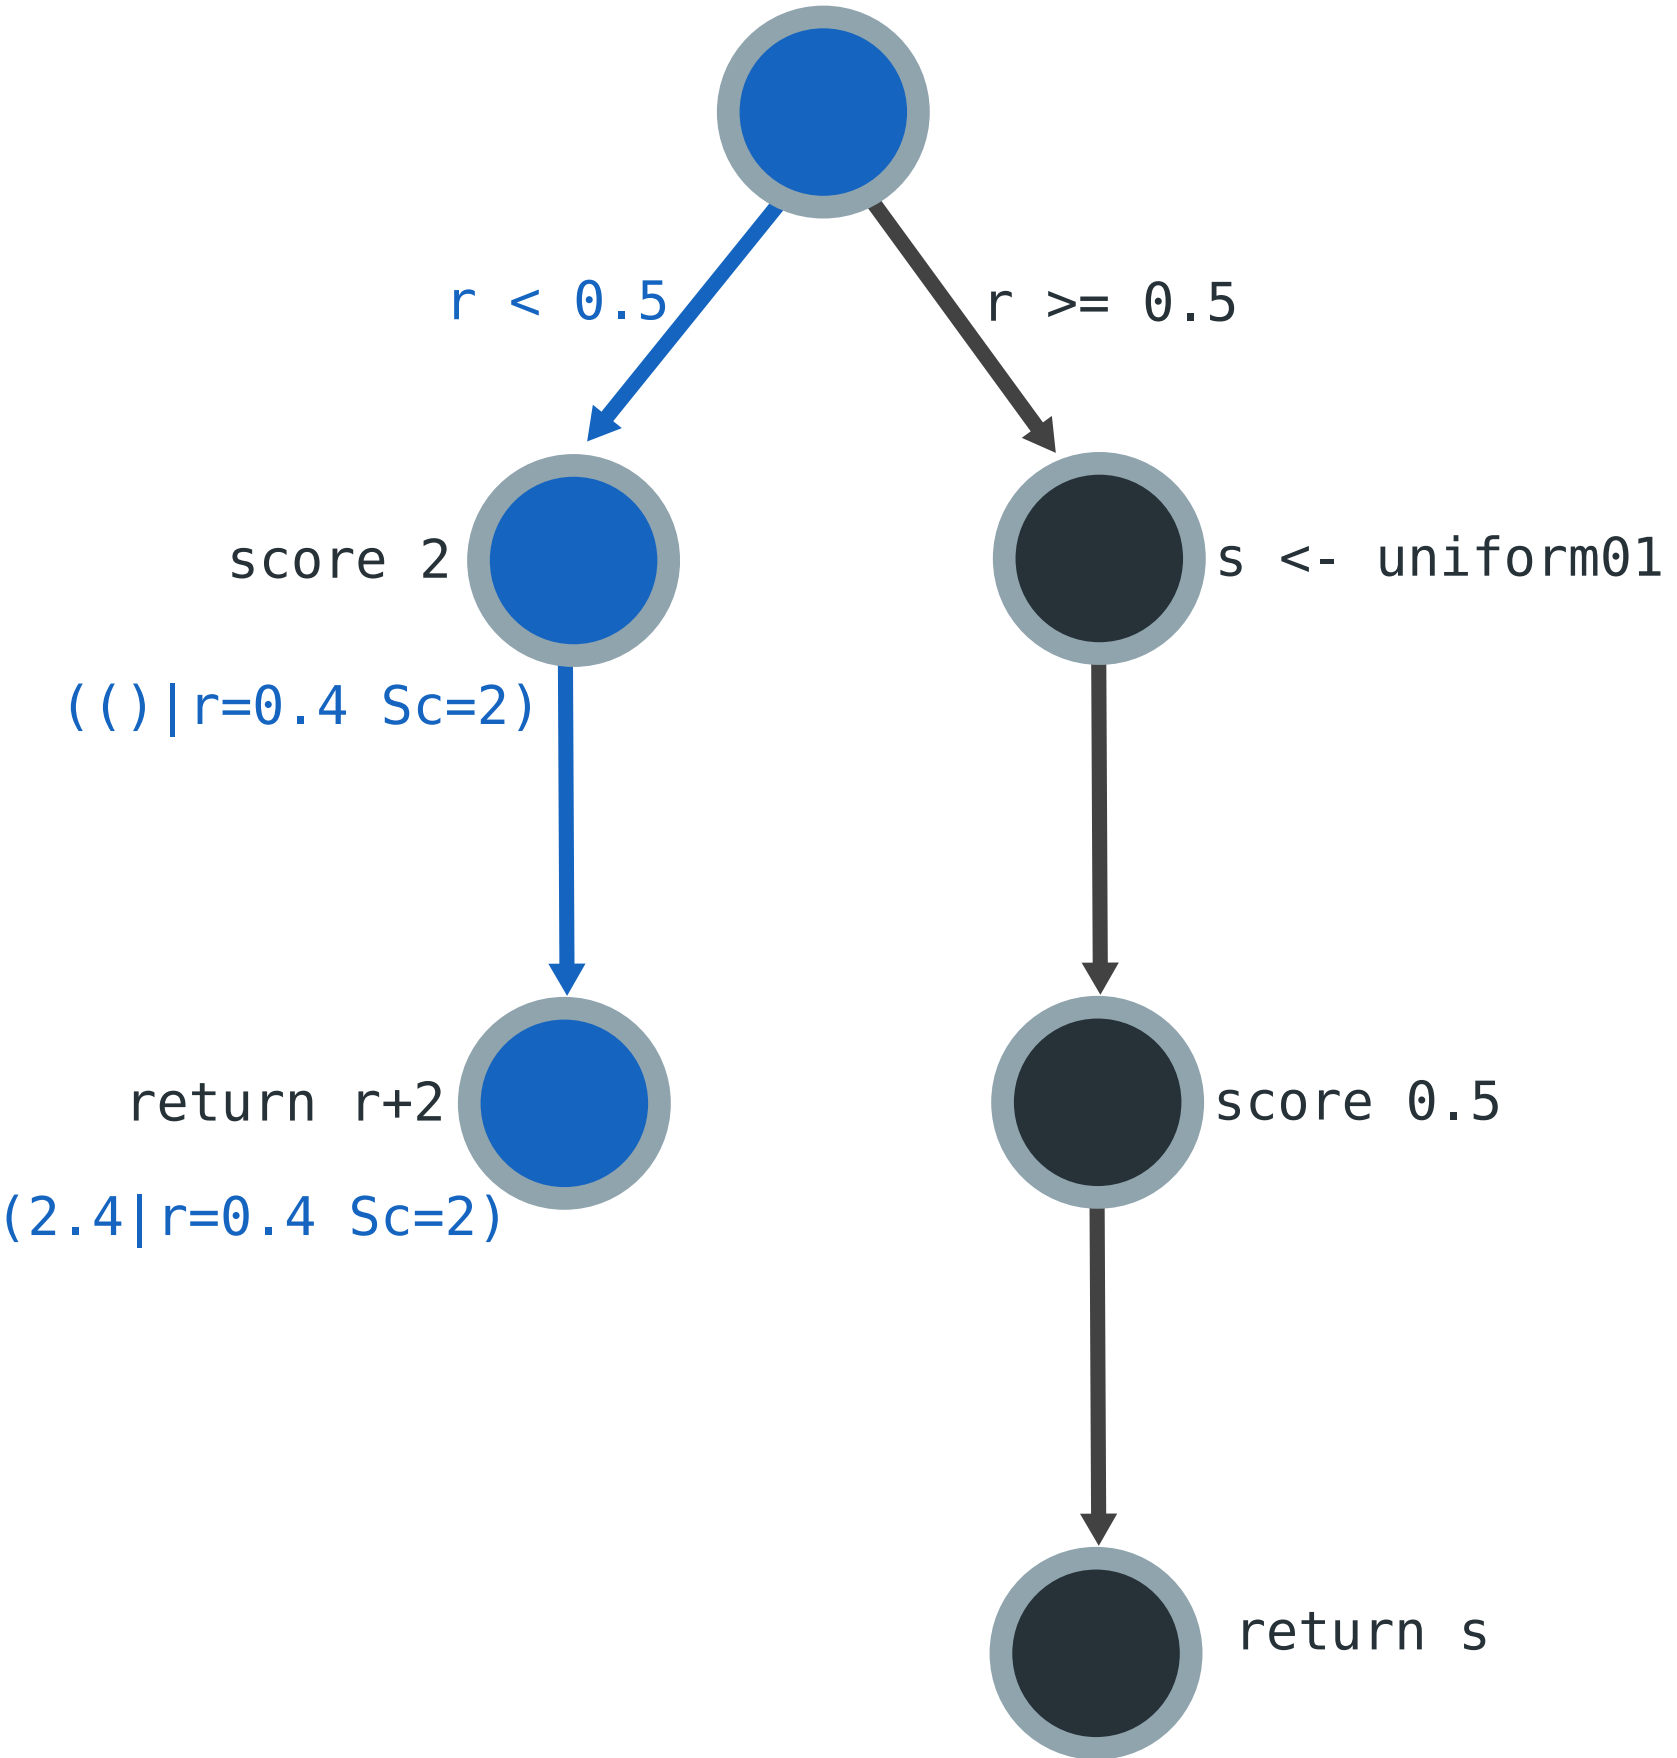 r < 0.5
r >= 0.5
score 2
s <- uniform01
(()|r=0.4 Sc=2)
return r+2
score 0.5
(2.4|r=0.4 Sc=2)
return s